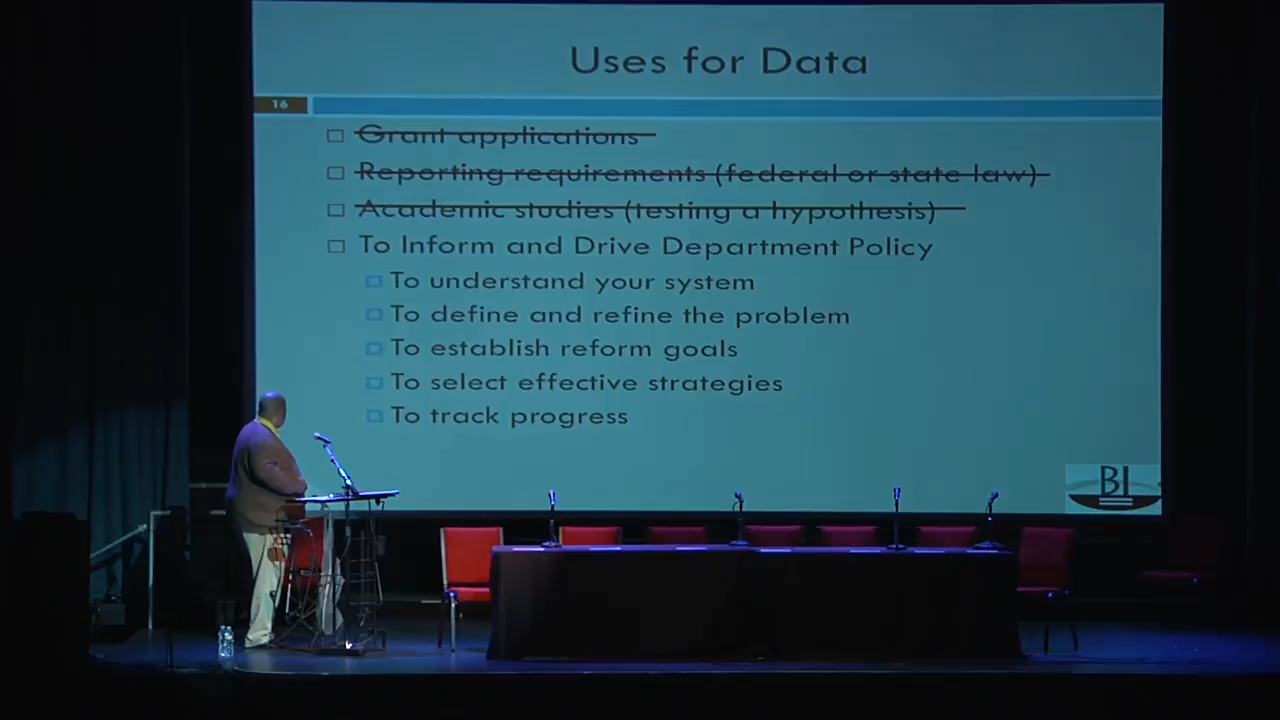 Uses for Data
16
Grant applications
Reporting requirements (federal or state law)
Academic studies (testing a hypothesis)
To Inform and Drive Department Policy
To understand your system
To define and refine the problem
To establish reform goals
To select effective strategies
To track progress
BI